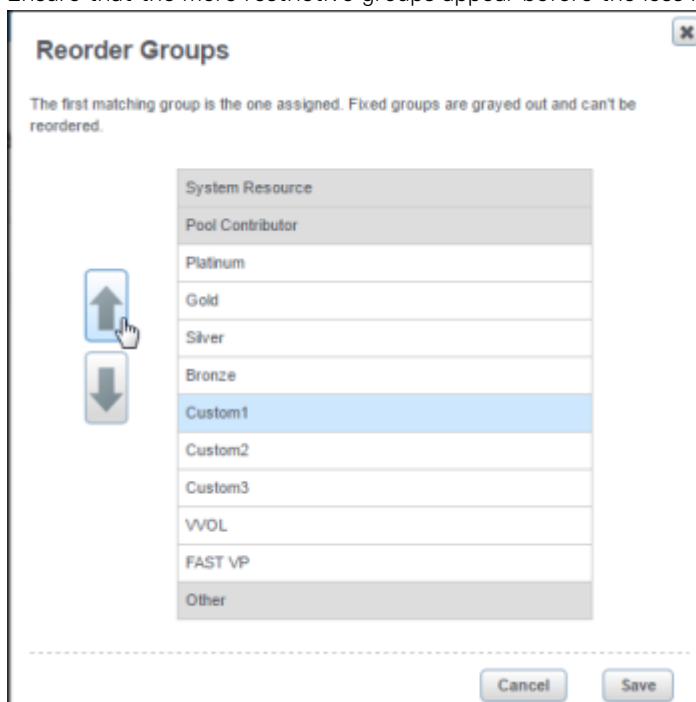 Ensure that the more restrictive groups appear before the less
Reorder Groups
The first matching group is the one assigned. Fixed groups are grayed out and can't be
reordered.
System Resource
Pool Contributor
Platinum
Gold
Silver
Bronze
Custom1
Custom2
Custom3
VVOL
FAST VP
Other
Cancel
Save